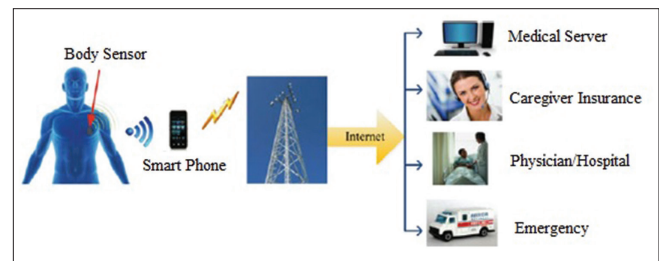 Body Sensor
Smart Phone
Internet
Medical Server
Caregiver Insurance
Physician/Hospital
Emergency